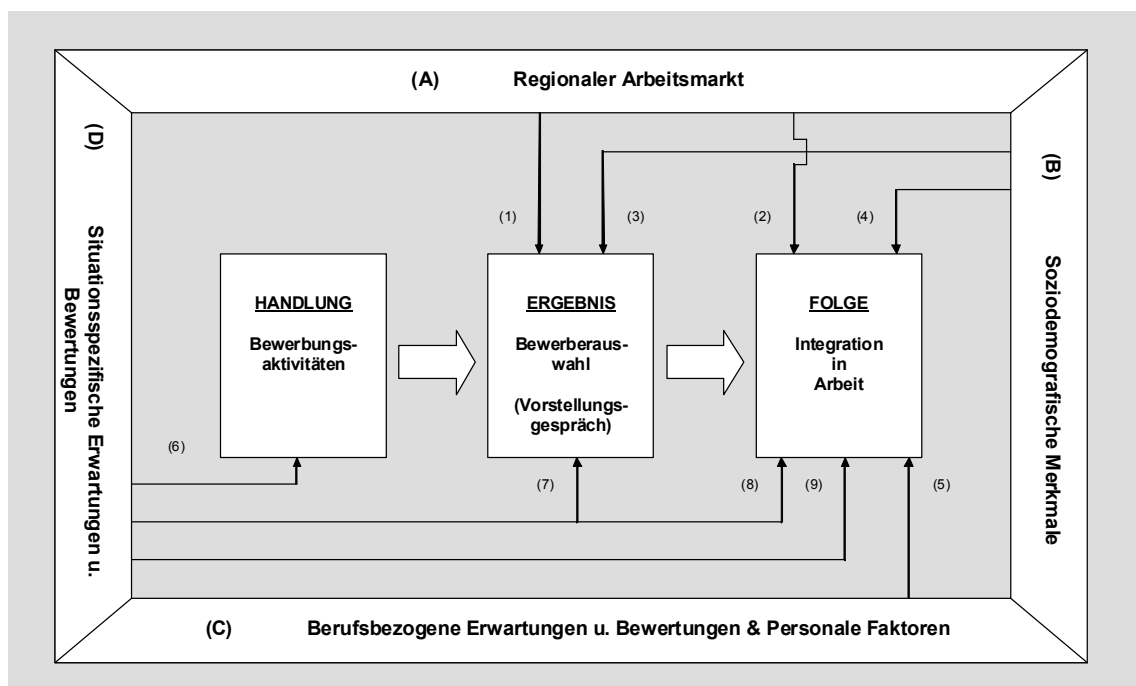 (A) Regionaler Arbeitsmarkt
(D)
Situationsspezifische Erwartungen u.
Bewertungen
(B)
Soziodemografische Merkmale
(1)
(3)
(2)
(4)
HANDLUNG
Bewerbungs-
aktivitäten
ERGEBNIS
Bewerberaus-
wahl
(Vorstellungs-
gespräch)
FOLGE
Integration
in
Arbeit
(6)
(7)
(8)
(9)
(5)
(C) Berufsbezogene Erwartungen u. Bewertungen & Personale Faktoren